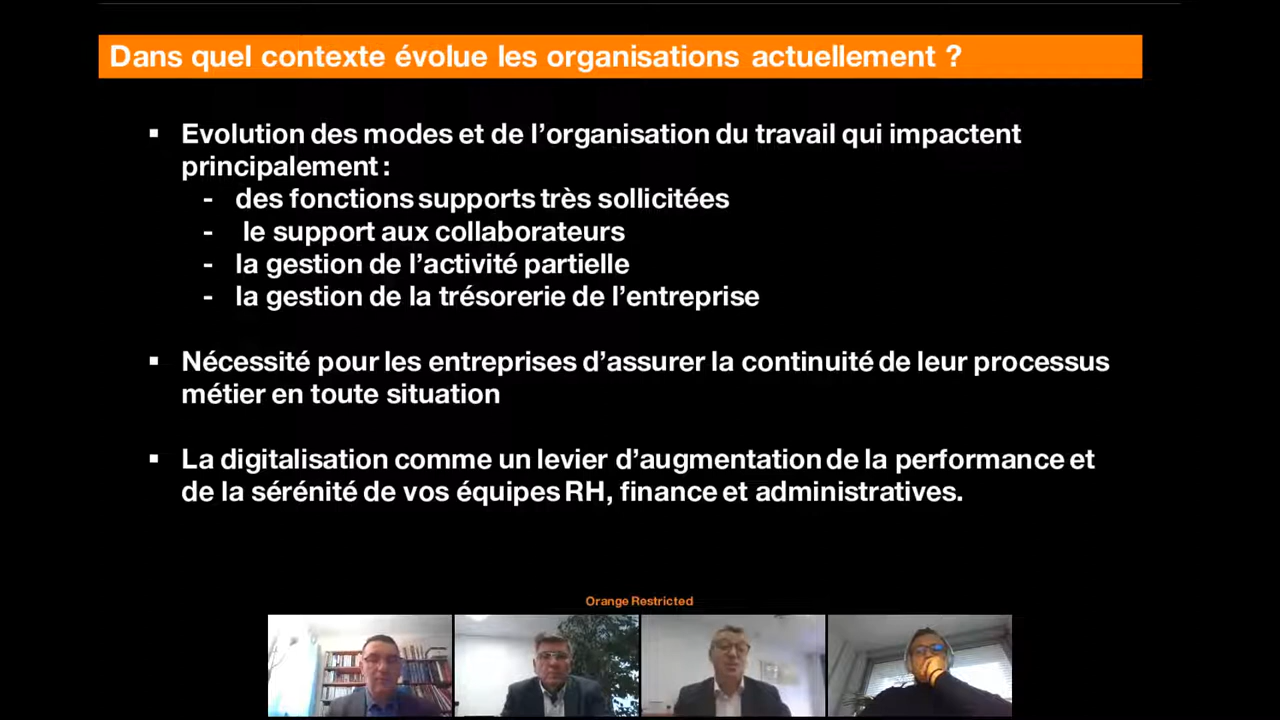 Dans quel contexte évolue les organisations actuellement ?
▪ Evolution des modes et de l’organisation du travail qui impactent
principalement :
- des fonctions supports très sollicitées
- le support aux collaborateurs
- la gestion de l’activité partielle
- la gestion de la trésorerie de l’entreprise
▪ Nécessité pour les entreprises d’assurer la continuité de leur processus
métier en toute situation
▪ La digitalisation comme un levier d’augmentation de la performance et
de la sérénité de vos équipes RH, finance et administratives.
Orange Restricted